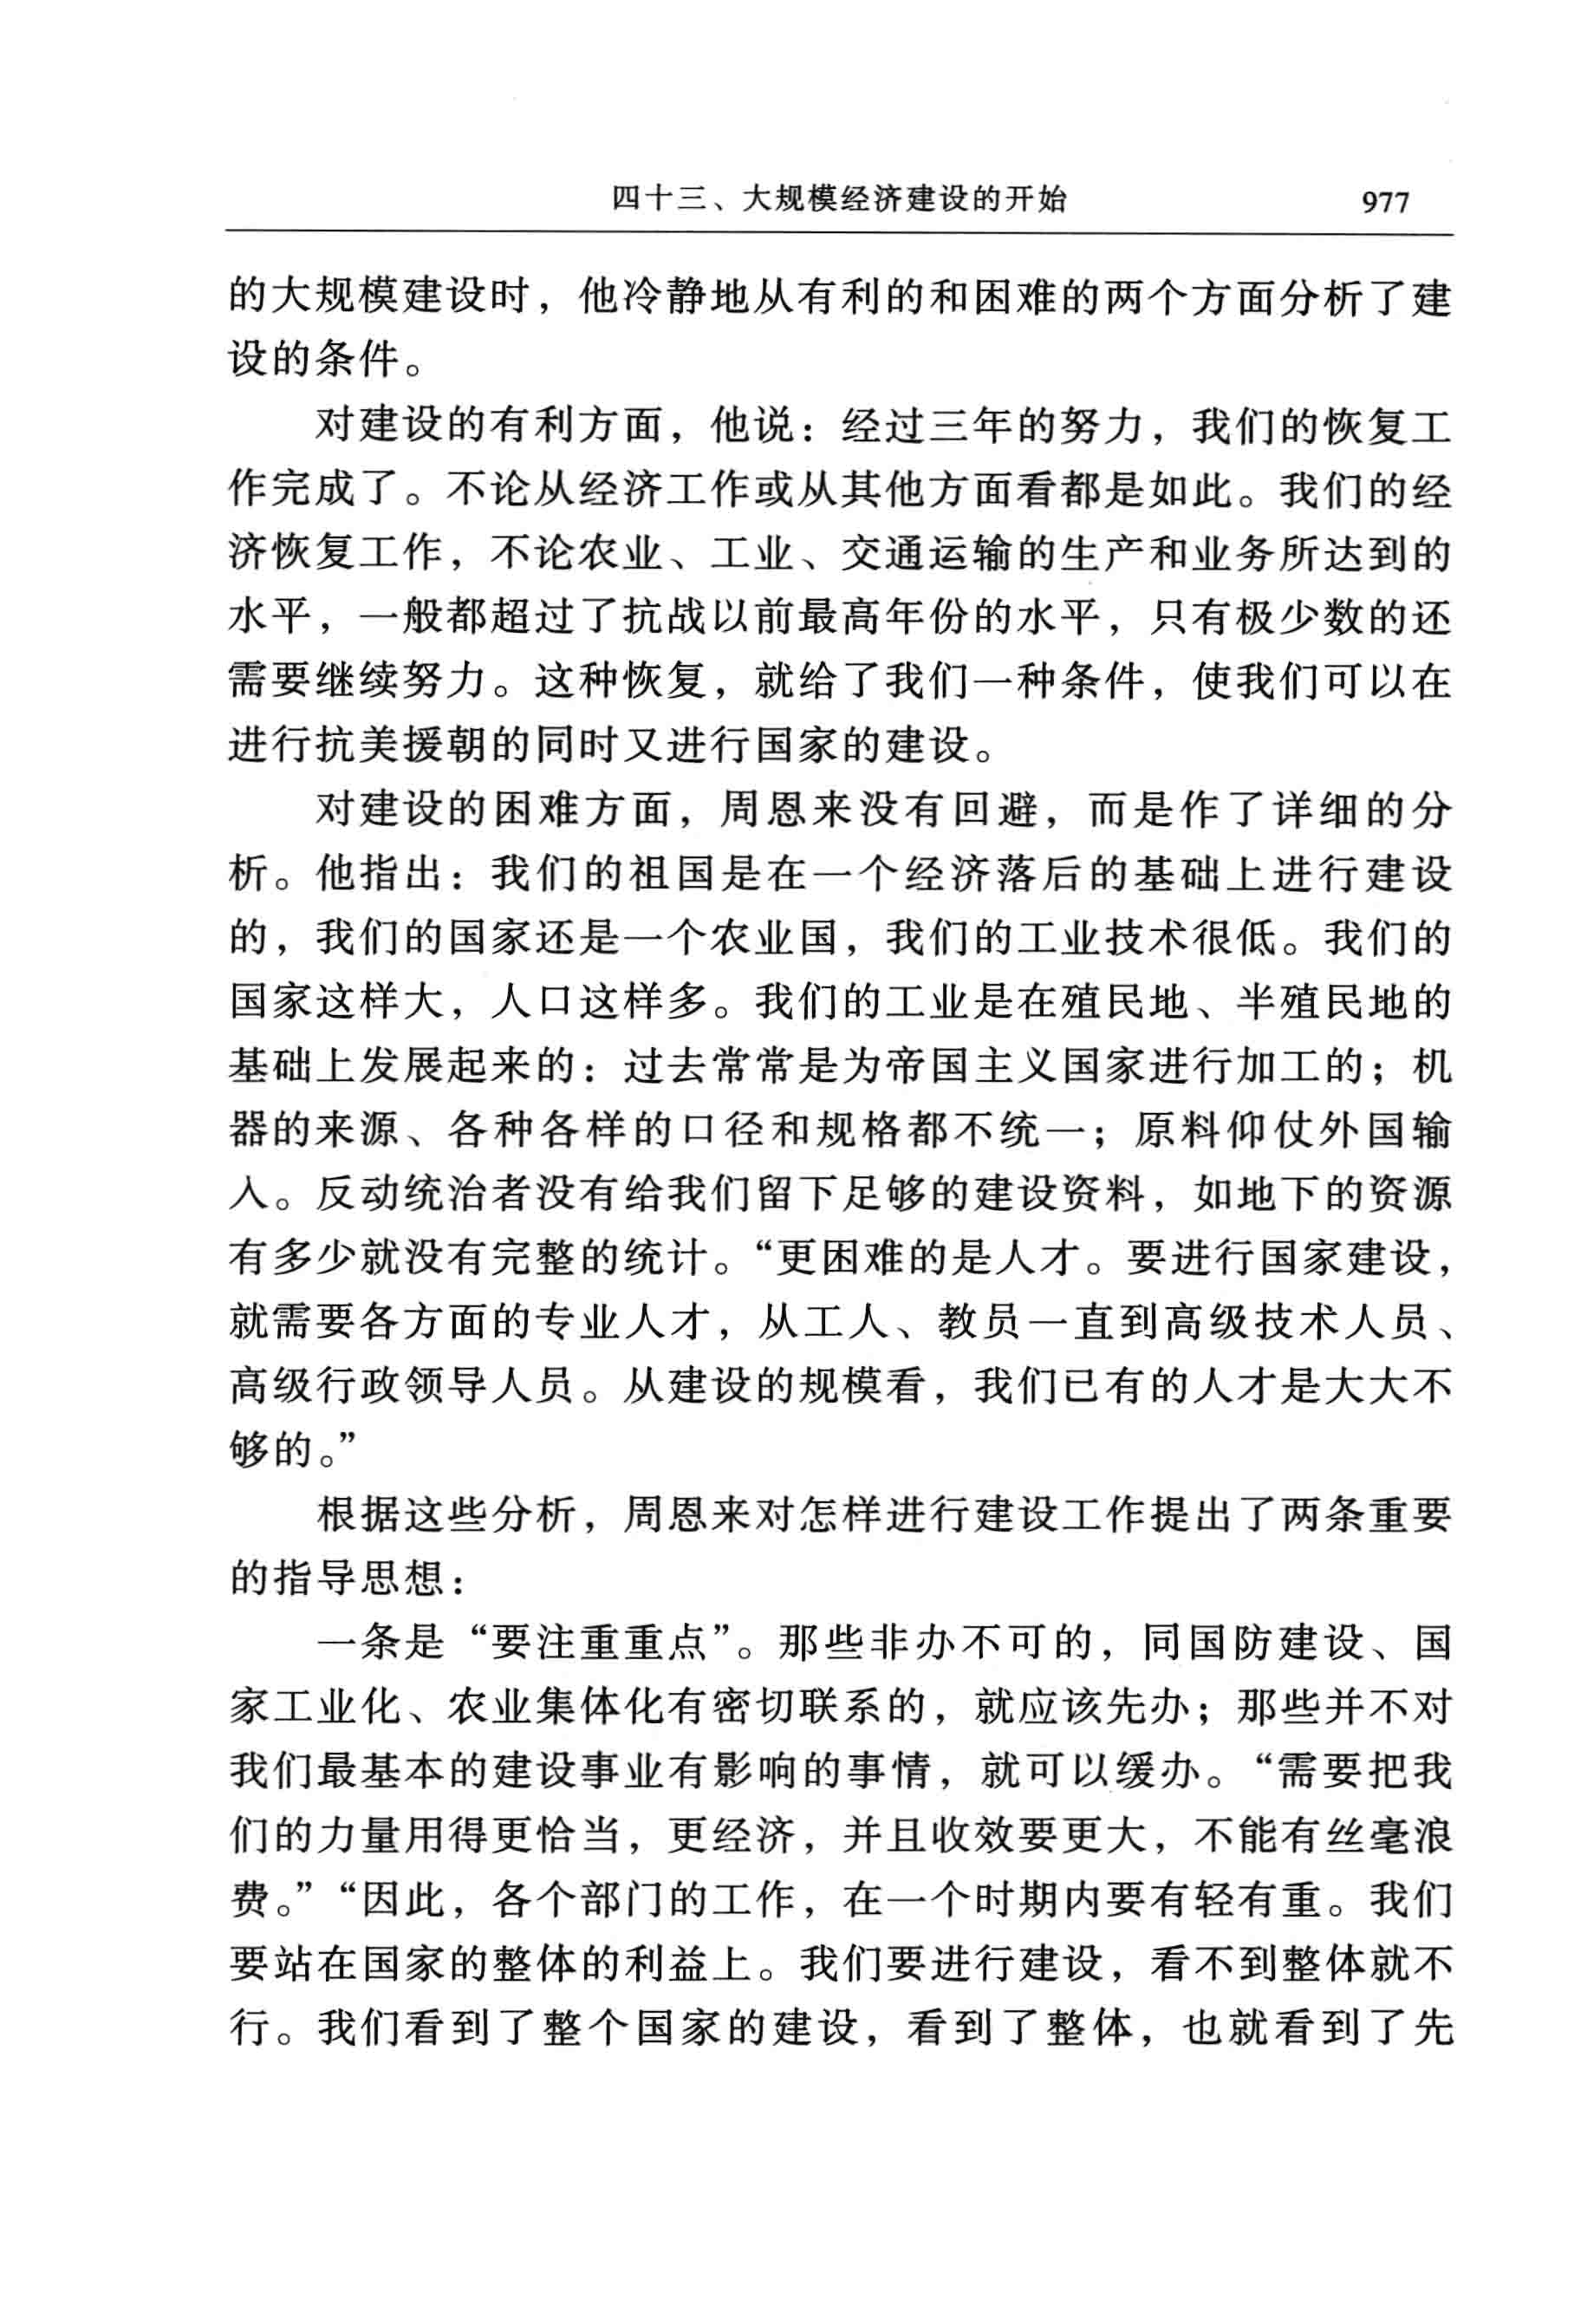 四十三、大规模经济建设的开始 977
的大规模建设时，他冷静地从有利的和困难的两个方面分析了建
设的条件。
对建设的有利方面，他说：经过三年的努力，我们的恢复工
作完成了。不论从经济工作或从其他方面看都是如此。我们的经
济恢复工作，不论农业、工业、交通运输的生产和业务所达到的
水平，一般都超过了抗战以前最高年份的水平，只有极少数的还
需要继续努力。这种恢复，就给了我们一种条件，使我们可以在
进行抗美援朝的同时又进行国家的建设。
对建设的困难方面，周恩来没有回避，而是作了详细的分
析。他指出：我们的祖国是在一个经济落后的基础上进行建设
的，我们的国家还是一个农业国，我们的工业技术很低。我们的
国家这样大，人口这样多。我们的工业是在殖民地、半殖民地的
基础上发展起来的：过去常常是为帝国主义国家进行加工的；机
器的来源、各种各样的口径和规格都不统一；原料仰仗外国输
入。反动统治者没有给我们留下足够的建设资料，如地下的资源
有多少就没有完整的统计。“更困难的是人才。要进行国家建设，
就需要各方面的专业人才，从工人、教员一直到高级技术人员、
高级行政领导人员。从建设的规模看，我们已有的人才是大大不
够的。”
根据这些分析，周恩来对怎样进行建设工作提出了两条重要
的指导思想：
一条是“要注重重点”。那些非办不可的，同国防建设、国
家工业化、农业集体化有密切联系的，就应该先办；那些并不对
我们最基本的建设事业有影响的事情，就可以缓办。“需要把我
们的力量用得更恰当，更经济，并且收效要更大，不能有丝毫浪
费。”“因此，各个部门的工作，在一个时期内要有轻有重。我们
要站在国家的整体的利益上。我们要进行建设，看不到整体就不
行。我们看到了整个国家的建设，看到了整体，也就看到了先